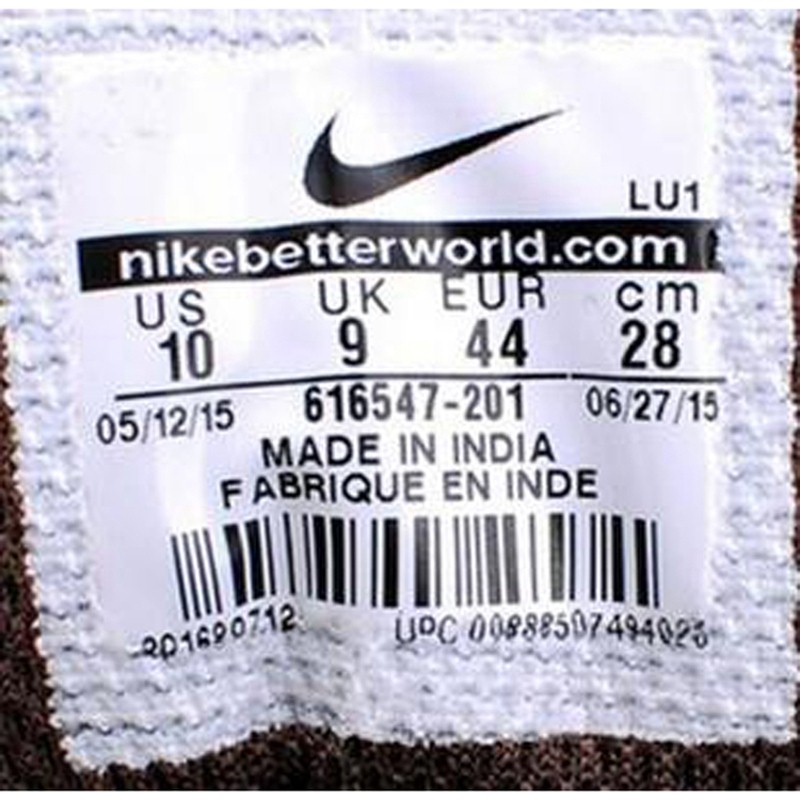 LU1
nikebetterworld.com
US UK EUR cm
10 9 44 28
05/12/15 616547-201 06/27/15
MADE IN INDIA
FABRIQUE EN INDE
UPC